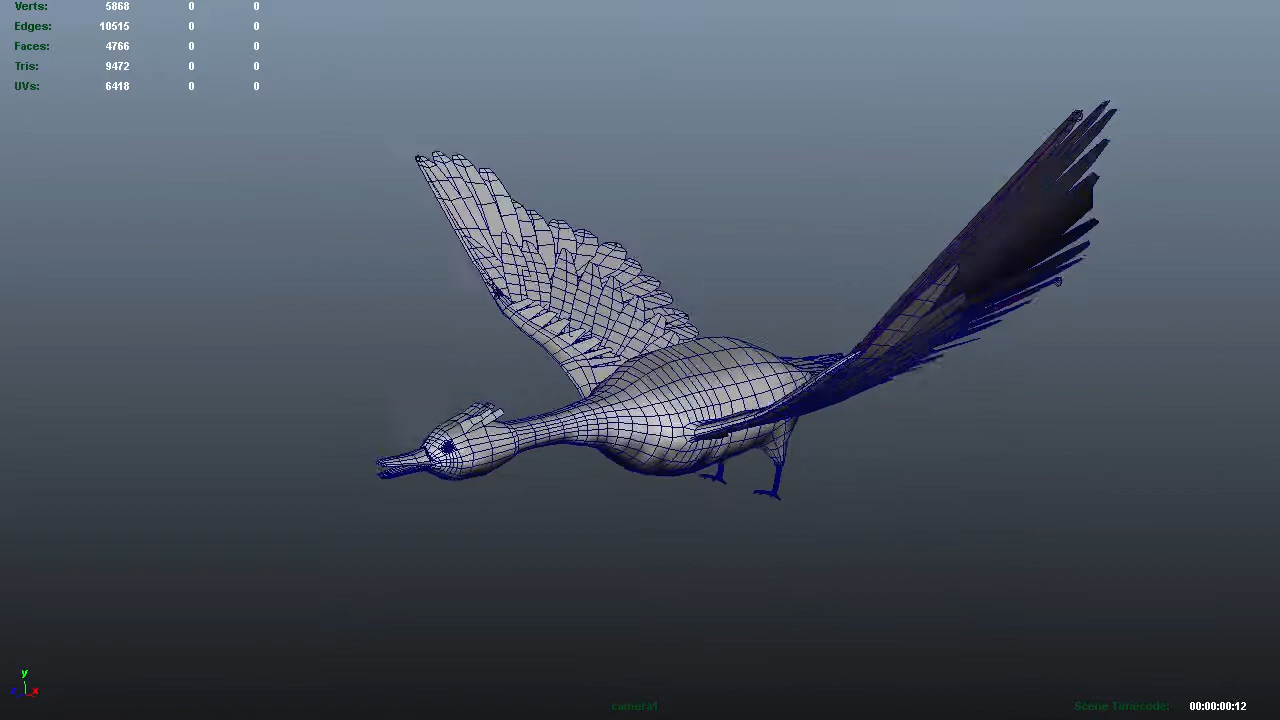 Verts: 5868 0 0
Edges: 10515 0 0
Faces: 4766 0 0
Tris: 9472 0 0
UVs: 6418 0 0
y
x
camera1
Scene Timecode: 00:00:00:12